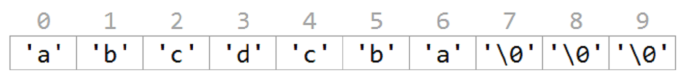 0 1 2 3 4 5 6 7 8 9
'a' 'b' 'c' 'd' 'c' 'b' 'a' '\0' '\0' '\0'